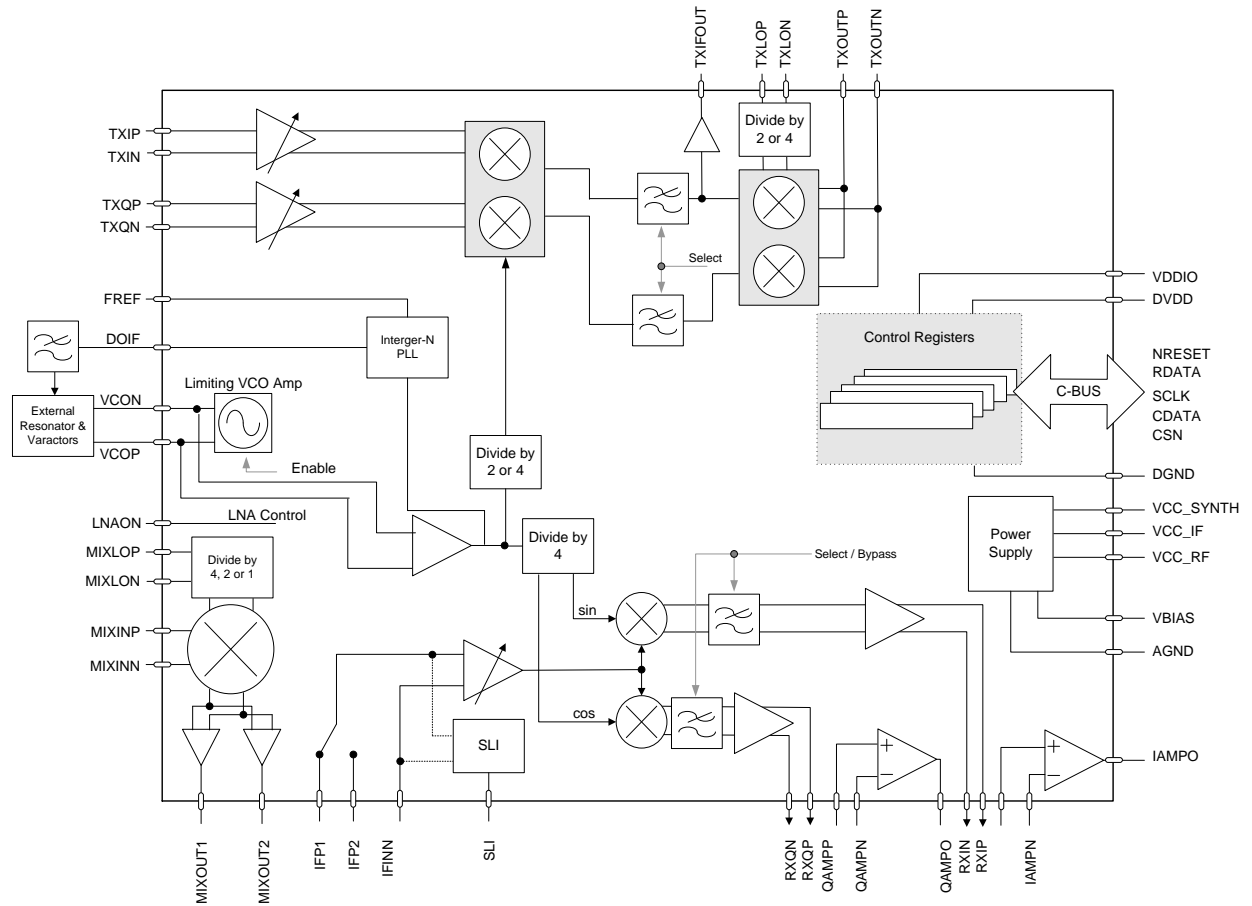 TXIFOUT
TXLOP
TXLON
TXOUTP
TXOUTN
TXIP
TXIN
TXQP
TXQN
Divide by
2 or 4
Select
FREF
DOIF
Interger-N
PLL
VDDIO
DVDD
Control Registers
C-BUS
NRESET
RDATA
SCLK
CDATA
CSN
DGND
External
Resonator &
Varactors
VCON
VCOP
Limiting VCO Amp
Enable
Divide by
2 or 4
LNAON
LNA Control
MIXLOP
MIXLON
Divide by
4, 2 or 1
MIXINP
MIXINN
Divide by
4
Select / Bypass
sin
cos
Power
Supply
VCC_SYNTH
VCC_IF
VCC_RF
VBIAS
AGND
SLI
+
−
+
−
IAMPO
MIXOUT1
MIXOUT2
IFP1
IFP2
IFINN
SLI
RXQN
RXQP
QAMPP
QAMPN
QAMPO
RXIN
RXIP
IAMPN